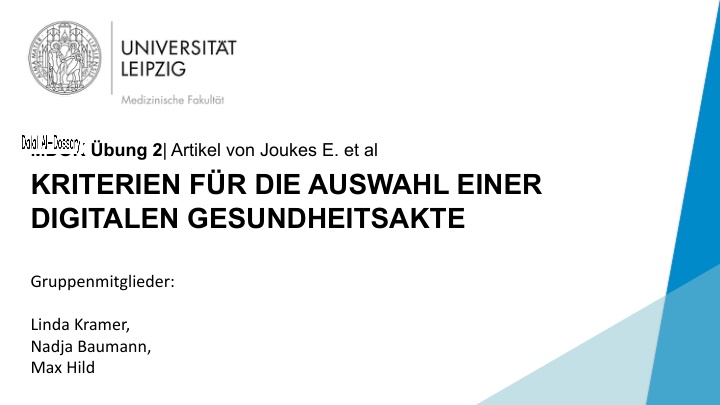 UNIVERSITÄT
LEIPZIG
Medizinische Fakultät
Dalal Al-Dossary
Übung 2| Artikel von Joukes E. et al
KRITERIEN FÜR DIE AUSWAHL EINER
DIGITALEN GESUNDHEITSAKTE
Gruppenmitglieder:
Linda Kramer,
Nadja Baumann,
Max Hild